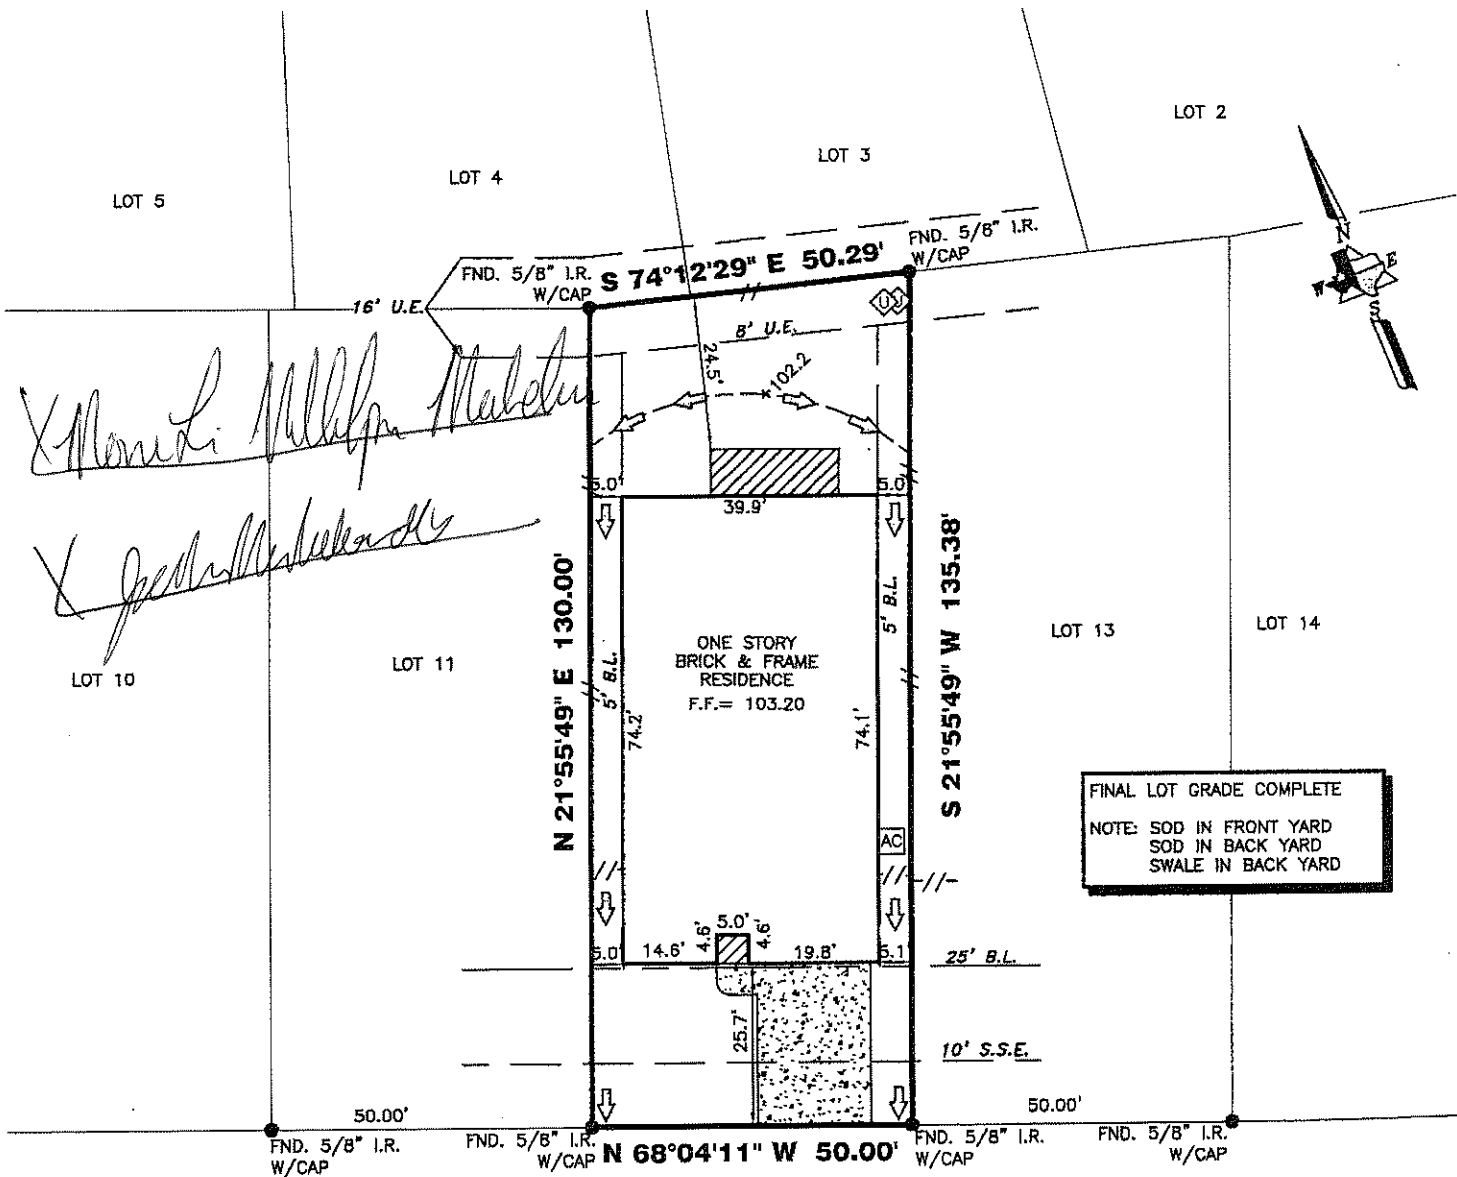 LOT 2
LOT 3
LOT 4
LOT 5
N
E
W
S
FND. 5/8" I.R.
W/CAP
S 74°12'29" E 50.29'
FND. 5/8" I.R.
W/CAP
16' U.E.
8' U.E.
24.5'
102.2
5.0'
39.9'
5.0'
N 21°55'49" E 130.00'
S 21°55'49" W 135.38'
5' B.L.
5' B.L.
ONE STORY
BRICK & FRAME
RESIDENCE
F.F.= 103.20
74.2'
74.1'
LOT 10
LOT 11
LOT 13
LOT 14
FINAL LOT GRADE COMPLETE
NOTE: SOD IN FRONT YARD
SOD IN BACK YARD
SWALE IN BACK YARD
AC
5.0'
14.6'
4.6'
5.0'
4.6'
19.8'
5.1'
25' B.L.
25.7'
10' S.S.E.
50.00'
50.00'
FND. 5/8" I.R.
W/CAP
FND. 5/8" I.R.
W/CAP
N 68°04'11" W 50.00'
FND. 5/8" I.R.
W/CAP
FND. 5/8" I.R.
W/CAP